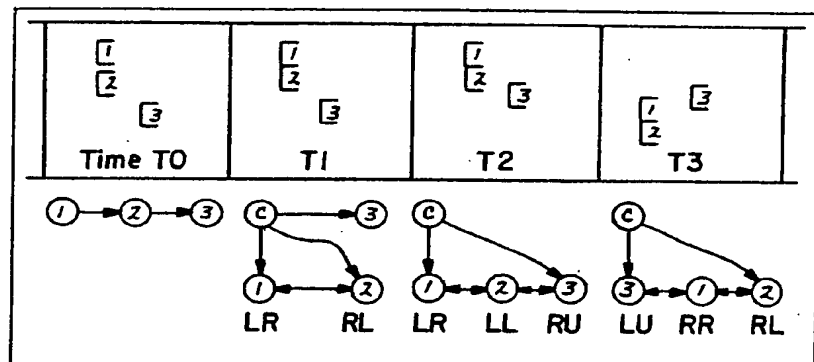 1 1 1
2 2 2 3 3
3 3 1
2
Time T0 T1 T2 T3
1 2 3 C 3 C C
1 2 1 2 3 3 1 2
LR RL LR LL RU LU RR RL